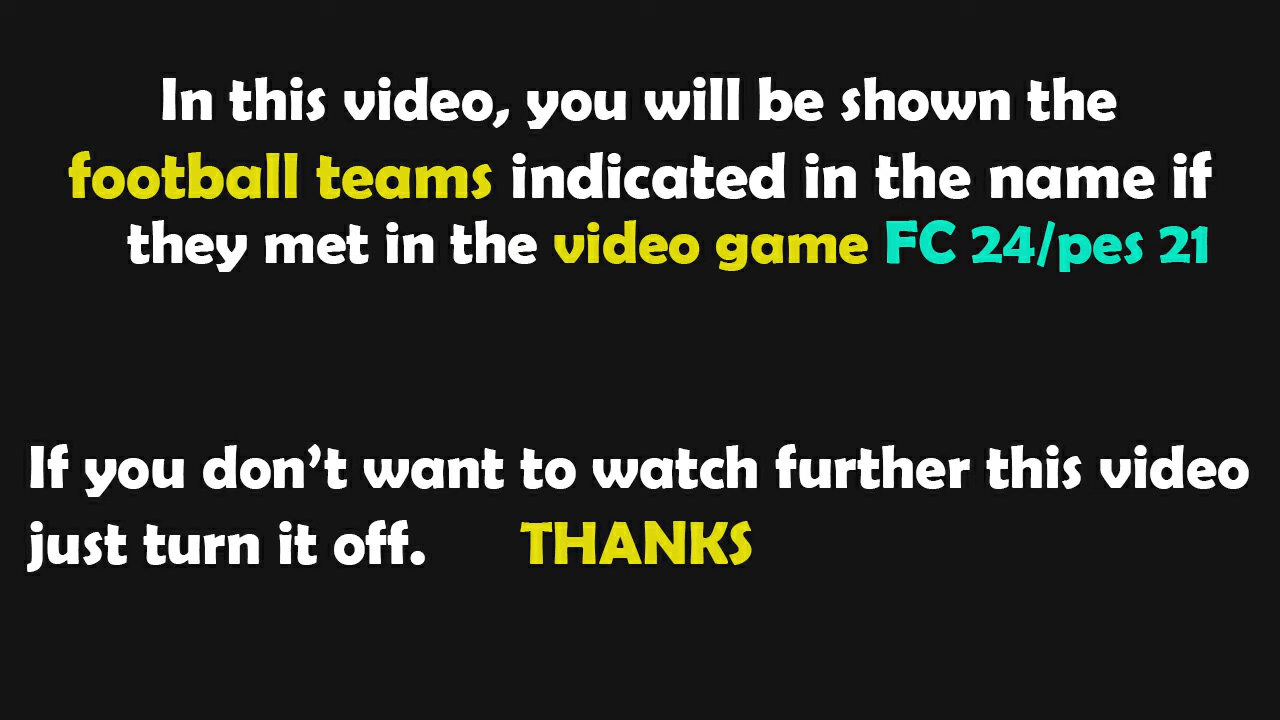 In this video, you will be shown the
football teams indicated in the name if
they met in the video game FC 24/pes 21
If you don't want to watch further this video
just turn it off. THANKS